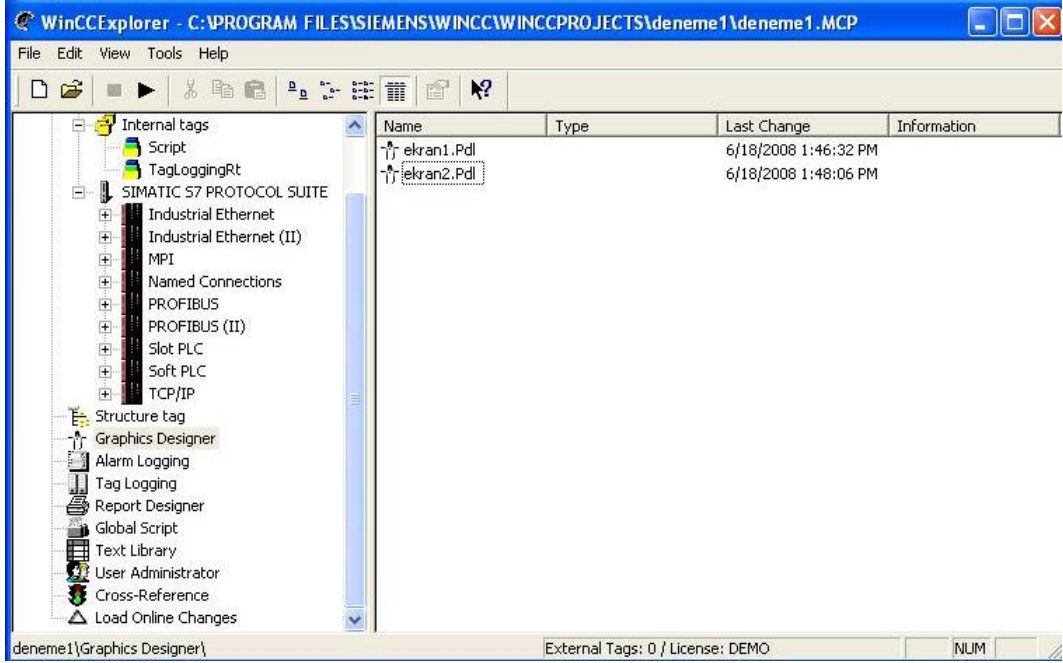 WinCCExplorer - C:\PROGRAM FILES\SIEMENS\WINCC\WINCCPROJECTS\deneme1\deneme1.MCP
File Edit View Tools Help
Internal tags
Script
TagLoggingRt
SIMATIC S7 PROTOCOL SUITE
Industrial Ethernet
Industrial Ethernet (II)
MPI
Named Connections
PROFIBUS
PROFIBUS (II)
Slot PLC
Soft PLC
TCP/IP
Structure tag
Graphics Designer
Alarm Logging
Tag Logging
Report Designer
Global Script
Text Library
User Administrator
Cross-Reference
Load Online Changes
Name Type Last Change Information
ekran1.Pdl 6/18/2008 1:46:32 PM
ekran2.Pdl 6/18/2008 1:48:06 PM
deneme1\Graphics Designer\ External Tags: 0 / License: DEMO NUM